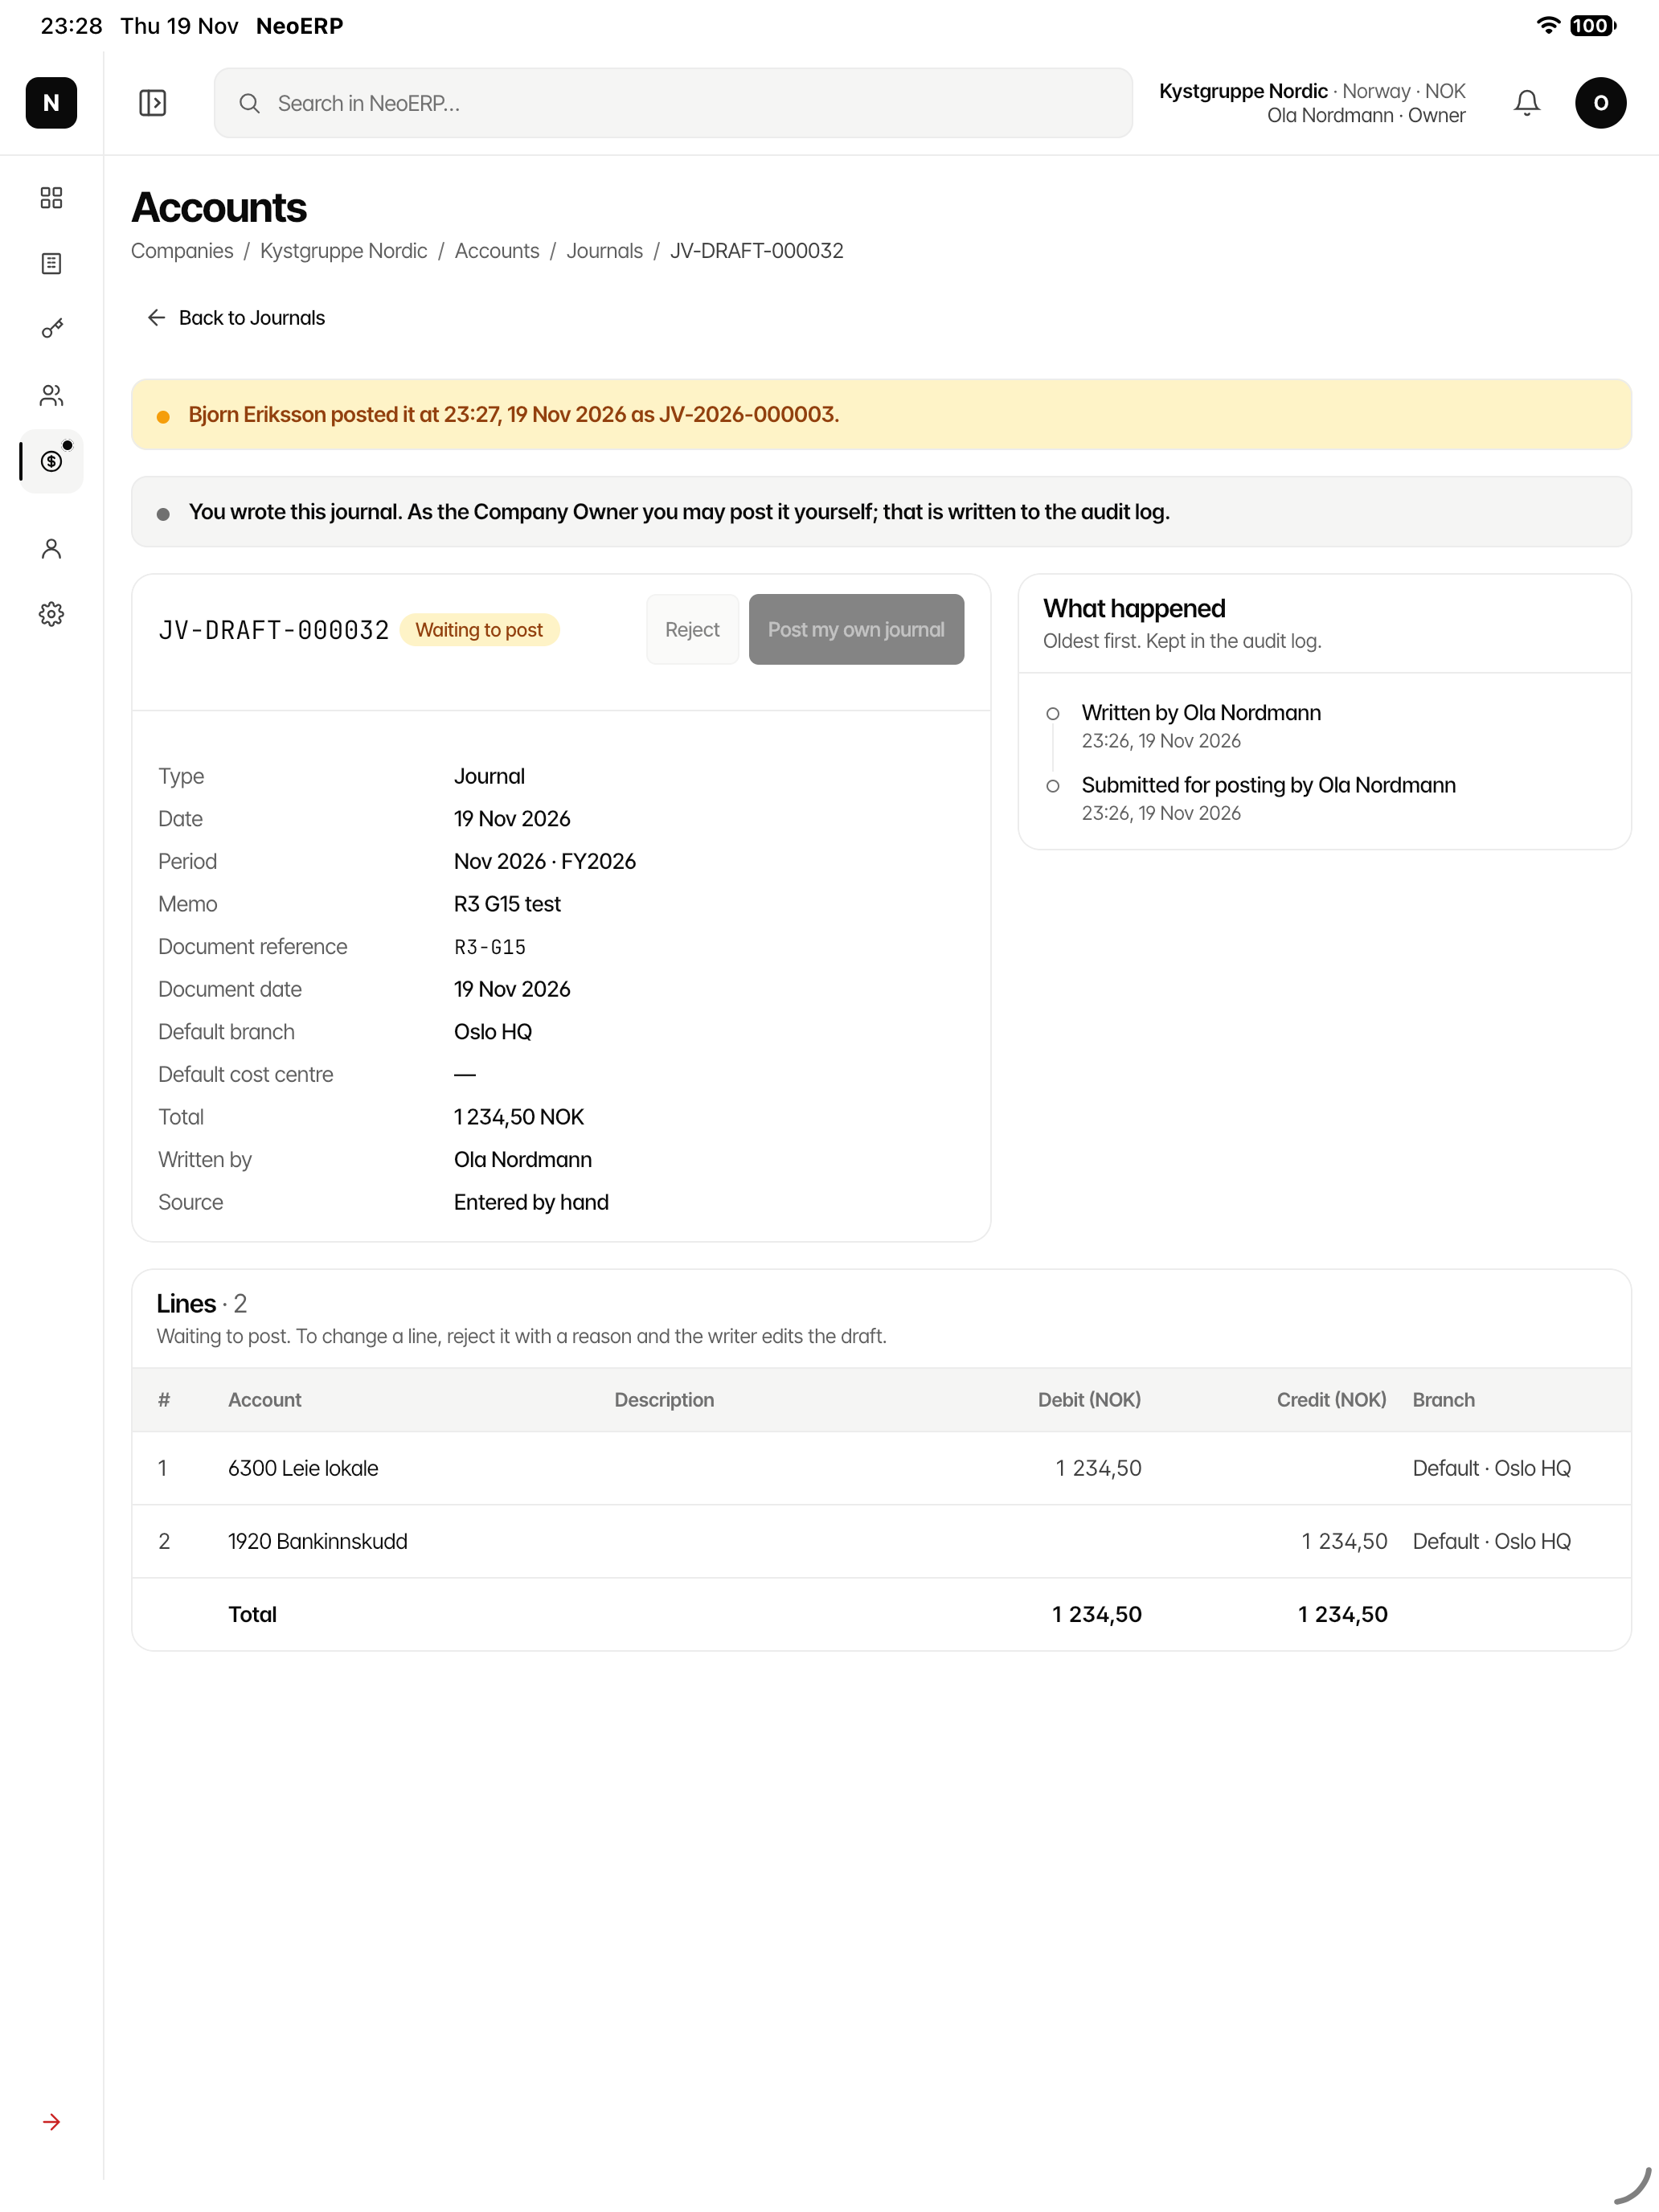 23:28 Thu 19 Nov NeoERP
100
N
Search in NeoERP...
Kystgruppe Nordic · Norway · NOK
Ola Nordmann · Owner
O
Accounts
Companies / Kystgruppe Nordic / Accounts / Journals / JV-DRAFT-000032
Back to Journals
Bjorn Eriksson posted it at 23:27, 19 Nov 2026 as JV-2026-000003.
You wrote this journal. As the Company Owner you may post it yourself; that is written to the audit log.
JV-DRAFT-000032 Waiting to post Reject Post my own journal
Type Journal
Date 19 Nov 2026
Period Nov 2026 · FY2026
Memo R3 G15 test
Document reference R3-G15
Document date 19 Nov 2026
Default branch Oslo HQ
Default cost centre —
Total 1 234,50 NOK
Written by Ola Nordmann
Source Entered by hand
What happened
Oldest first. Kept in the audit log.
Written by Ola Nordmann
23:26, 19 Nov 2026
Submitted for posting by Ola Nordmann
23:26, 19 Nov 2026
Lines · 2
Waiting to post. To change a line, reject it with a reason and the writer edits the draft.
# Account Description Debit (NOK) Credit (NOK) Branch
1 6300 Leie lokale 1 234,50 Default · Oslo HQ
2 1920 Bankinnskudd 1 234,50 Default · Oslo HQ
Total 1 234,50 1 234,50